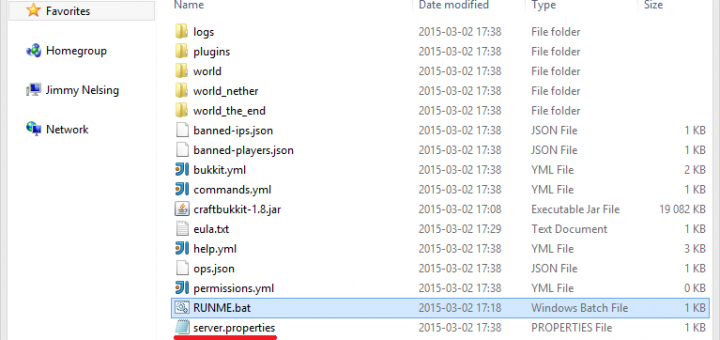 Favorites
Homegroup
Jimmy Nelsing
Network
Name Date modified Type Size
logs 2015-03-02 17:38 File folder
plugins 2015-03-02 17:38 File folder
world 2015-03-02 17:38 File folder
world_nether 2015-03-02 17:38 File folder
world_the_end 2015-03-02 17:38 File folder
banned-ips.json 2015-03-02 17:38 JSON File 1 KB
banned-players.json 2015-03-02 17:38 JSON File 1 KB
bukkit.yml 2015-03-02 17:38 YML File 2 KB
commands.yml 2015-03-02 17:38 YML File 1 KB
craftbukkit-1.8.jar 2015-03-02 17:08 Executable Jar File 19 082 KB
eula.txt 2015-03-02 17:29 Text Document 1 KB
help.yml 2015-03-02 17:38 YML File 3 KB
ops.json 2015-03-02 17:38 JSON File 1 KB
permissions.yml 2015-03-02 17:38 YML File 0 KB
RUNME.bat 2015-03-02 17:18 Windows Batch File 1 KB
server.properties 2015-03-02 17:38 PROPERTIES File 1 KB